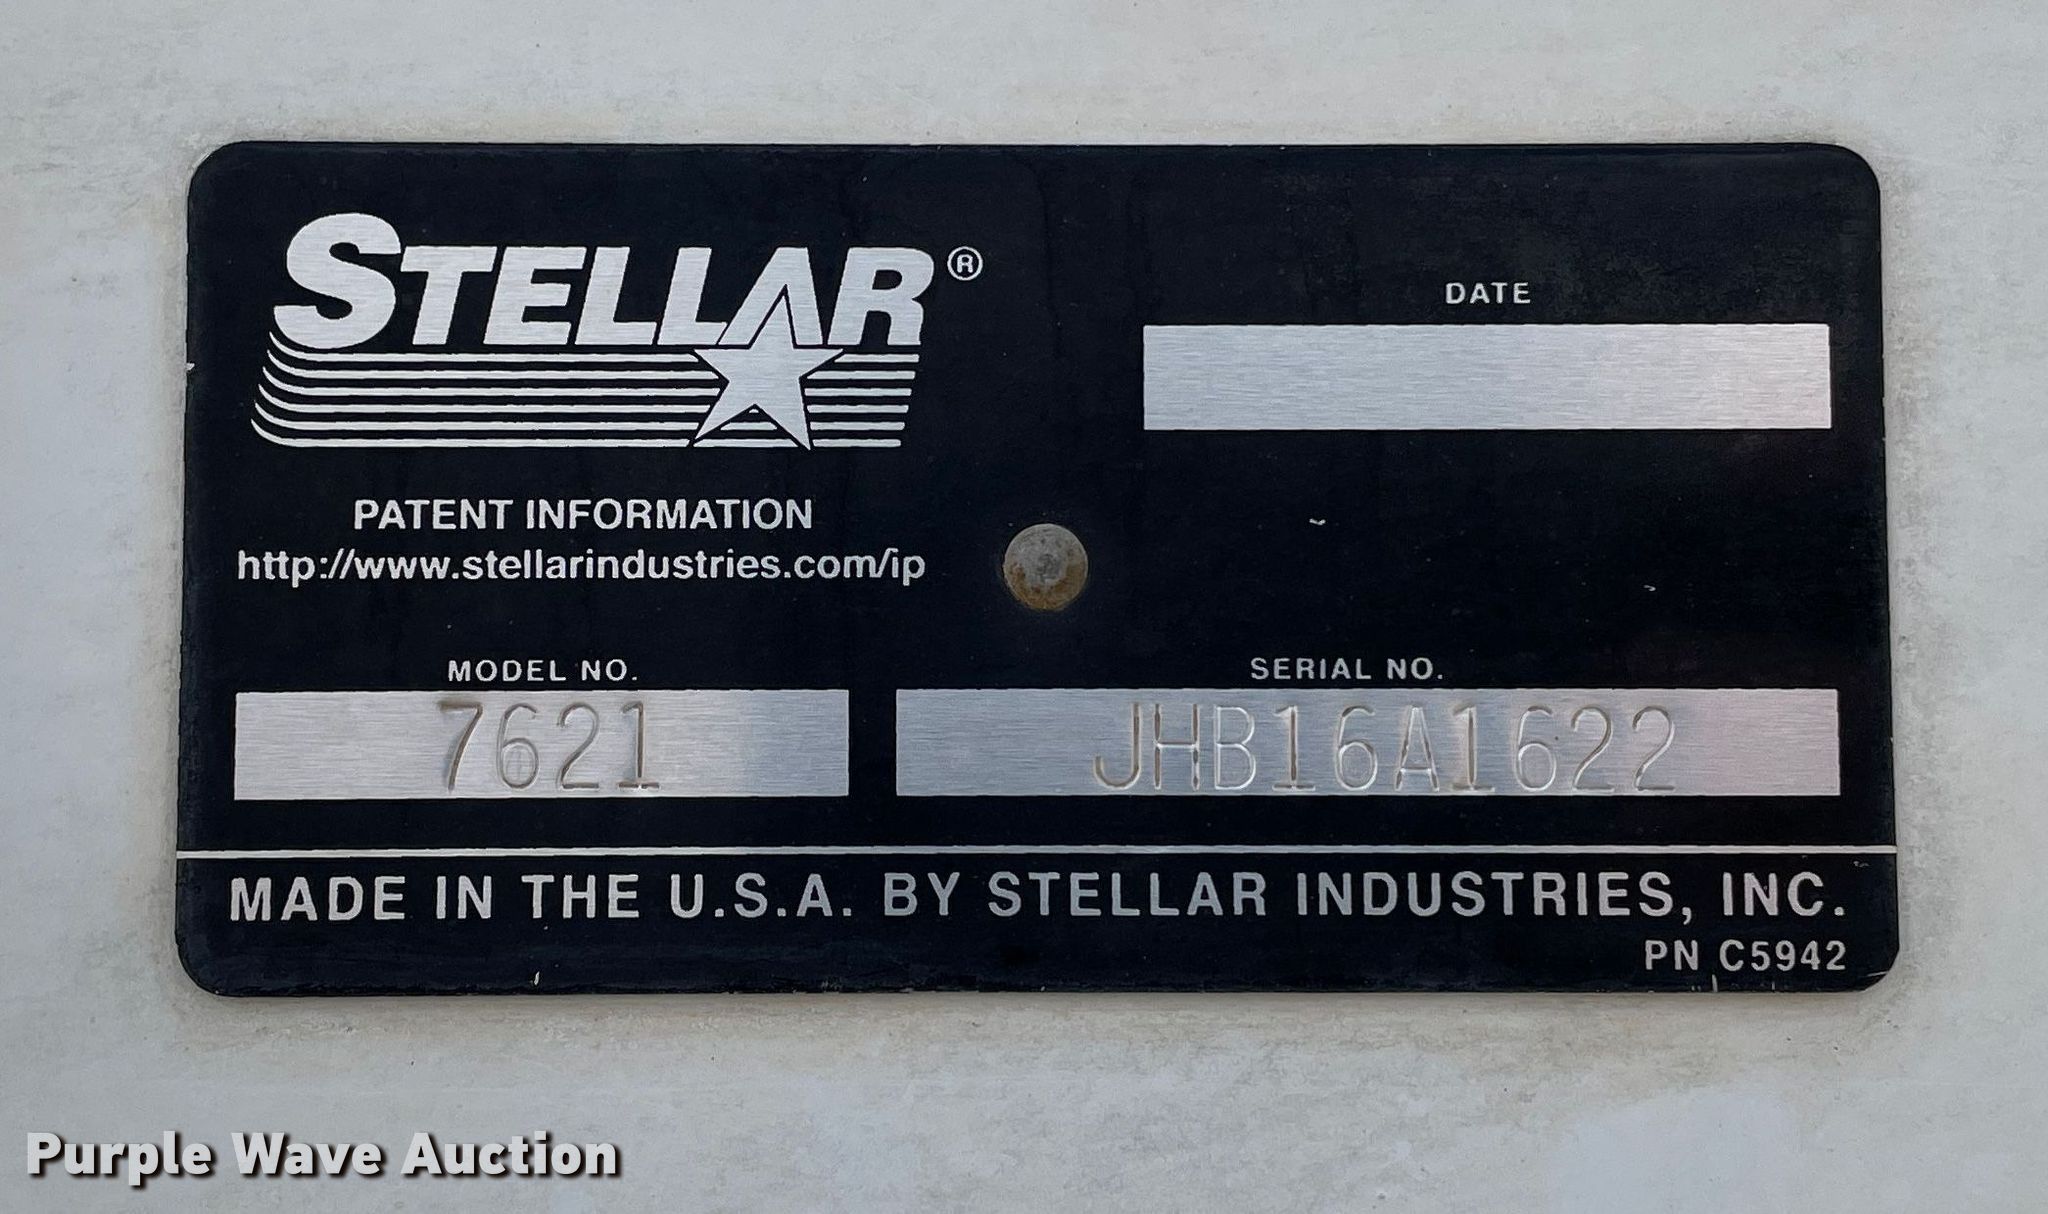 STELLAR®
DATE
PATENT INFORMATION
http://www.stellarindustries.com/ip
MODEL NO.
7621
SERIAL NO.
JHB16A1622
MADE IN THE U.S.A. BY STELLAR INDUSTRIES, INC.
PN C5942
Purple Wave Auction